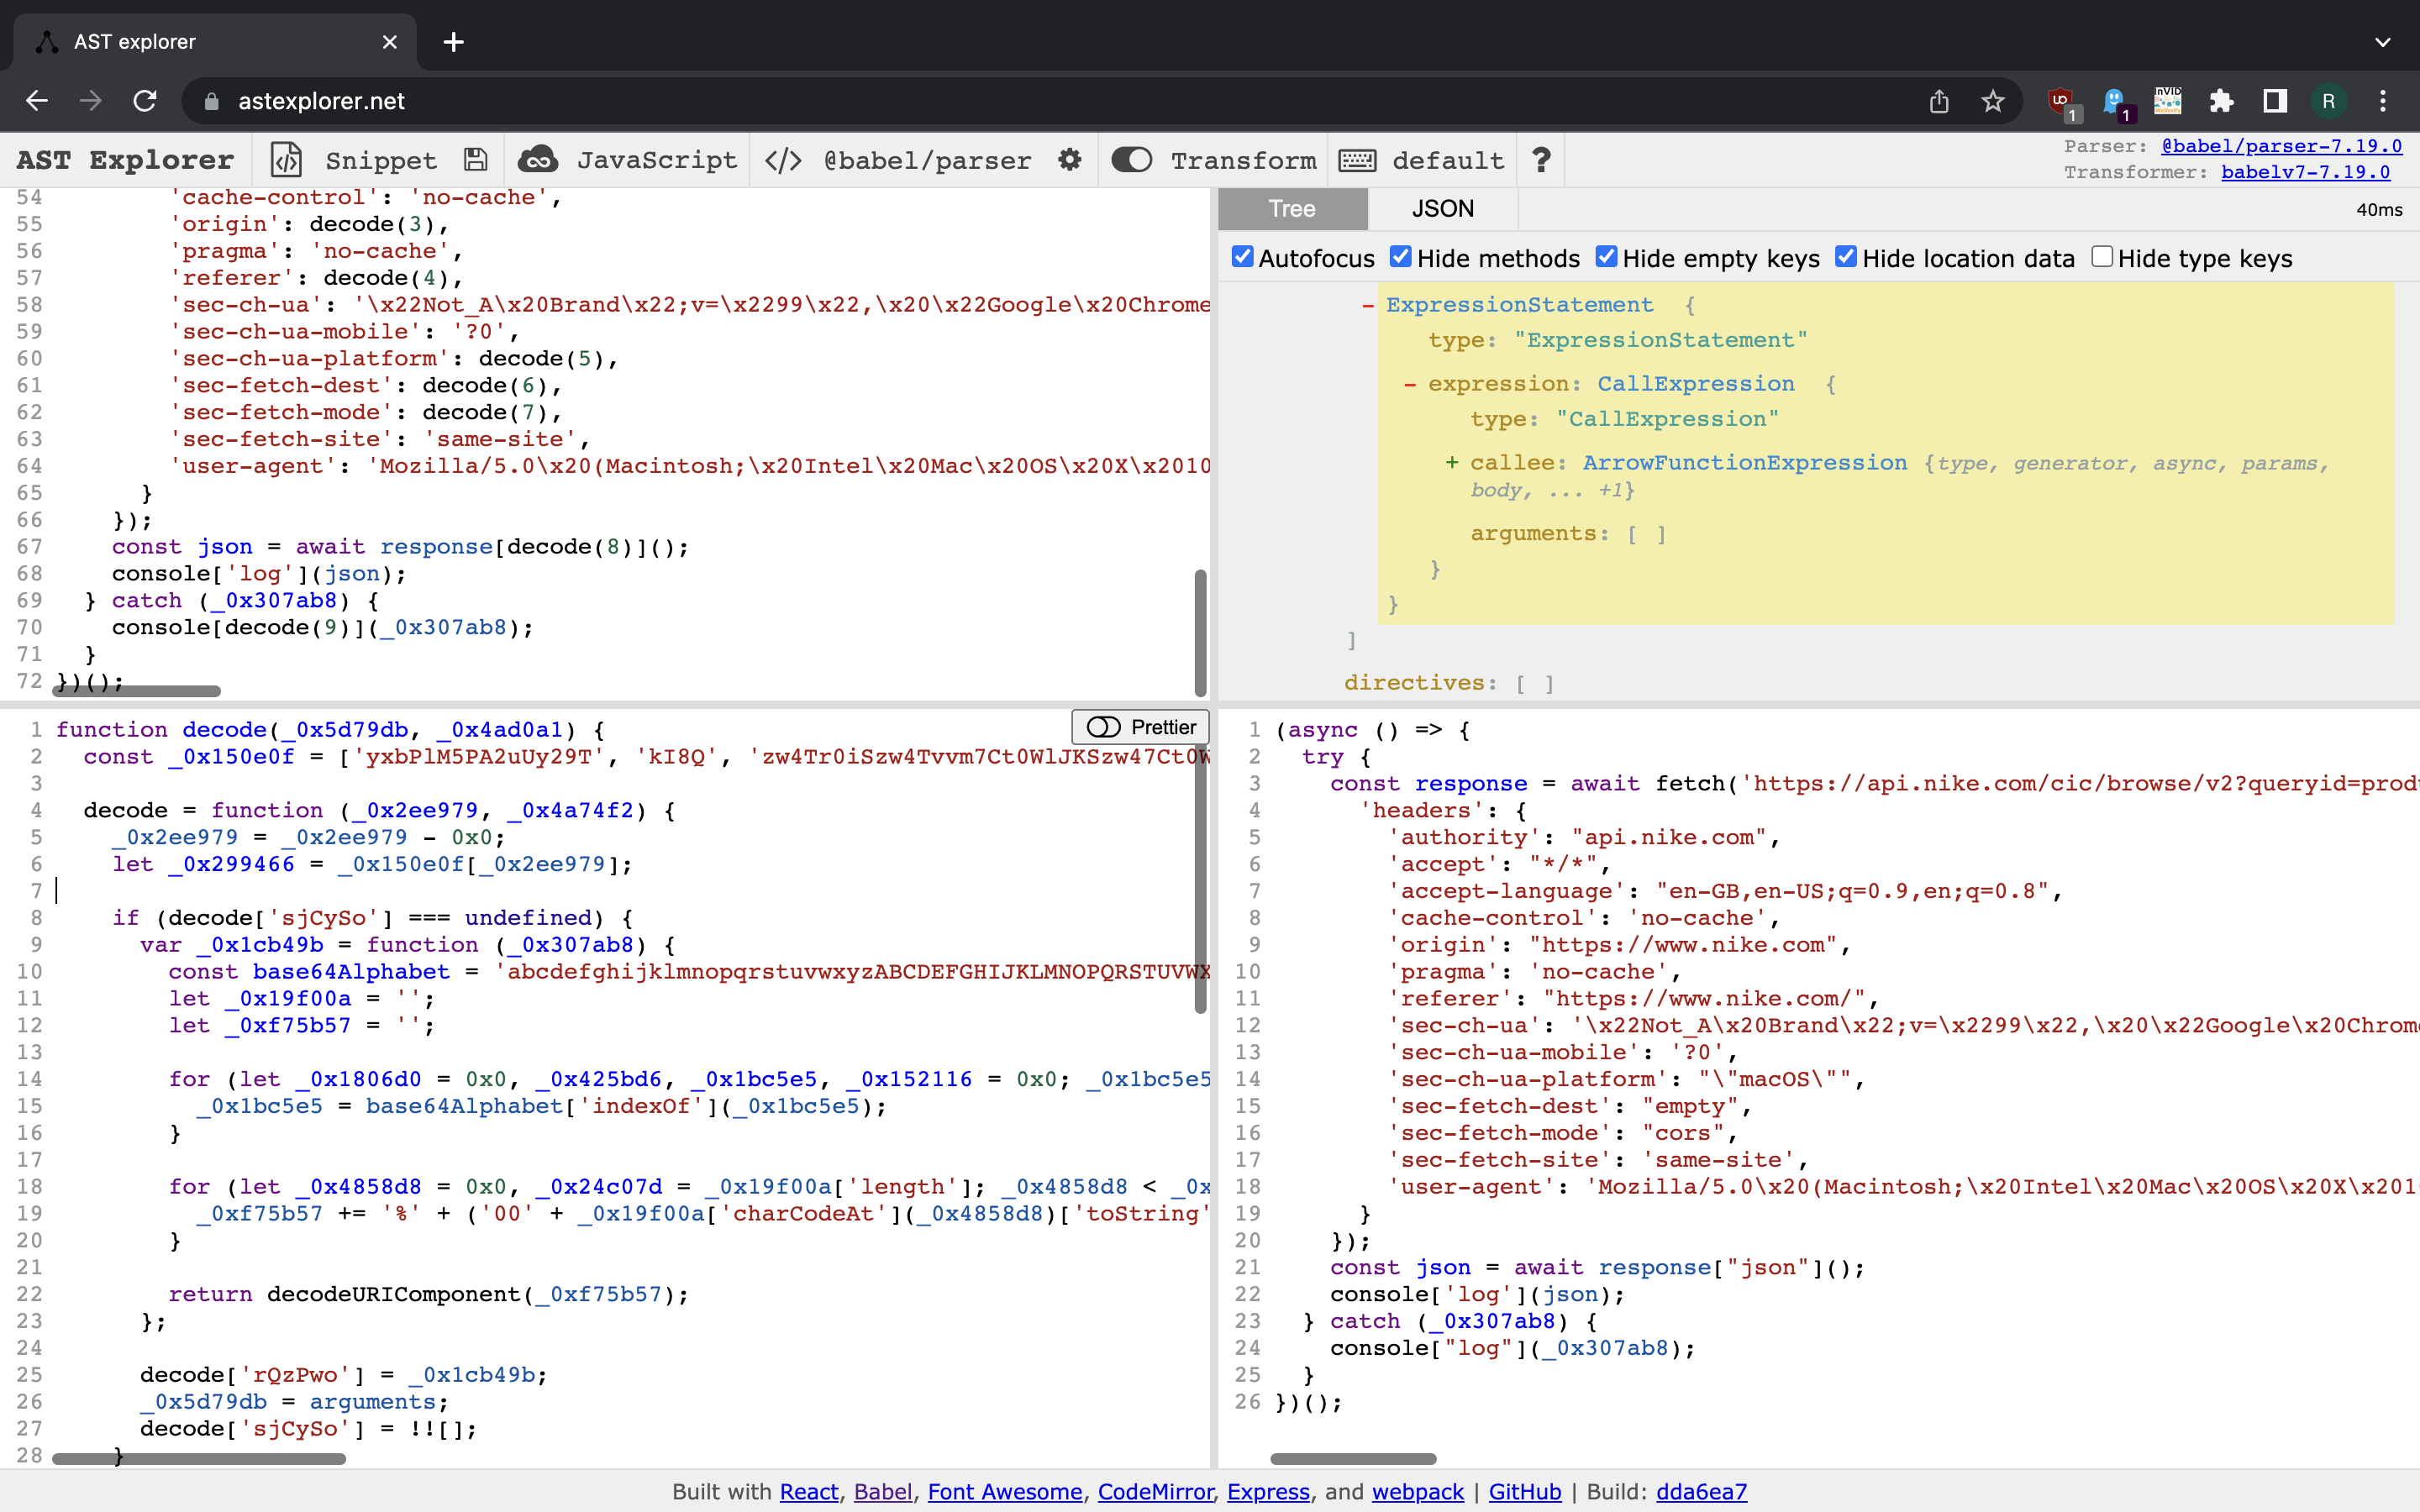 AST explorer
astexplorer.net
1
1
InVID
WeVerify
R
AST Explorer
Snippet
JavaScript
</> @babel/parser
Transform
default
?
Parser: @babel/parser-7.19.0
Transformer: babelv7-7.19.0
54 'cache-control': 'no-cache',
55 'origin': decode(3),
56 'pragma': 'no-cache',
57 'referer': decode(4),
58 'sec-ch-ua': '\x22Not_A\x20Brand\x22;v=\x2299\x22,\x20\x22Google\x20Chrome
59 'sec-ch-ua-mobile': '?0',
60 'sec-ch-ua-platform': decode(5),
61 'sec-fetch-dest': decode(6),
62 'sec-fetch-mode': decode(7),
63 'sec-fetch-site': 'same-site',
64 'user-agent': 'Mozilla/5.0\x20(Macintosh;\x20Intel\x20Mac\x20OS\x20X\x2010
65 }
66 });
67 const json = await response[decode(8)]();
68 console['log'](json);
69 } catch (_0x307ab8) {
70 console[decode(9)](_0x307ab8);
71 }
72 })();
Tree
JSON
40ms
Autofocus
Hide methods
Hide empty keys
Hide location data
Hide type keys
- ExpressionStatement {
type: "ExpressionStatement"
- expression: CallExpression {
type: "CallExpression"
+ callee: ArrowFunctionExpression {type, generator, async, params,
body, ... +1}
arguments: [ ]
}
}
]
directives: [ ]
Prettier
1 function decode(_0x5d79db, _0x4ad0a1) {
2 const _0x150e0f = ['yxbPlM5PA2uUy29T', 'kI8Q', 'zw4Tr0iSzw4Tvvm7Ct0WlJKSzw47Ct0W
3
4 decode = function (_0x2ee979, _0x4a74f2) {
5 _0x2ee979 = _0x2ee979 - 0x0;
6 let _0x299466 = _0x150e0f[_0x2ee979];
7
8 if (decode['sjCySo'] === undefined) {
9 var _0x1cb49b = function (_0x307ab8) {
10 const base64Alphabet = 'abcdefghijklmnopqrstuvwxyzABCDEFGHIJKLMNOPQRSTUVWX
11 let _0x19f00a = '';
12 let _0xf75b57 = '';
13
14 for (let _0x1806d0 = 0x0, _0x425bd6, _0x1bc5e5, _0x152116 = 0x0; _0x1bc5e5
15 _0x1bc5e5 = base64Alphabet['indexOf'](_0x1bc5e5);
16 }
17
18 for (let _0x4858d8 = 0x0, _0x24c07d = _0x19f00a['length']; _0x4858d8 < _0x
19 _0xf75b57 += '%' + ('00' + _0x19f00a['charCodeAt'](_0x4858d8)['toString'
20 }
21
22 return decodeURIComponent(_0xf75b57);
23 };
24
25 decode['rQzPwo'] = _0x1cb49b;
26 _0x5d79db = arguments;
27 decode['sjCySo'] = !![];
28 }
1 (async () => {
2 try {
3 const response = await fetch('https://api.nike.com/cic/browse/v2?queryid=prod
4 'headers': {
5 'authority': "api.nike.com",
6 'accept': "*/*",
7 'accept-language': "en-GB,en-US;q=0.9,en;q=0.8",
8 'cache-control': 'no-cache',
9 'origin': "https://www.nike.com",
10 'pragma': 'no-cache',
11 'referer': "https://www.nike.com/",
12 'sec-ch-ua': '\x22Not_A\x20Brand\x22;v=\x2299\x22,\x20\x22Google\x20Chrome
13 'sec-ch-ua-mobile': '?0',
14 'sec-ch-ua-platform': "\"macOS\"",
15 'sec-fetch-dest': "empty",
16 'sec-fetch-mode': "cors",
17 'sec-fetch-site': 'same-site',
18 'user-agent': 'Mozilla/5.0\x20(Macintosh;\x20Intel\x20Mac\x20OS\x20X\x201
19 }
20 });
21 const json = await response["json"]();
22 console['log'](json);
23 } catch (_0x307ab8) {
24 console["log"](_0x307ab8);
25 }
26 })();
Built with React, Babel, Font Awesome, CodeMirror, Express, and webpack | GitHub | Build: dda6ea7